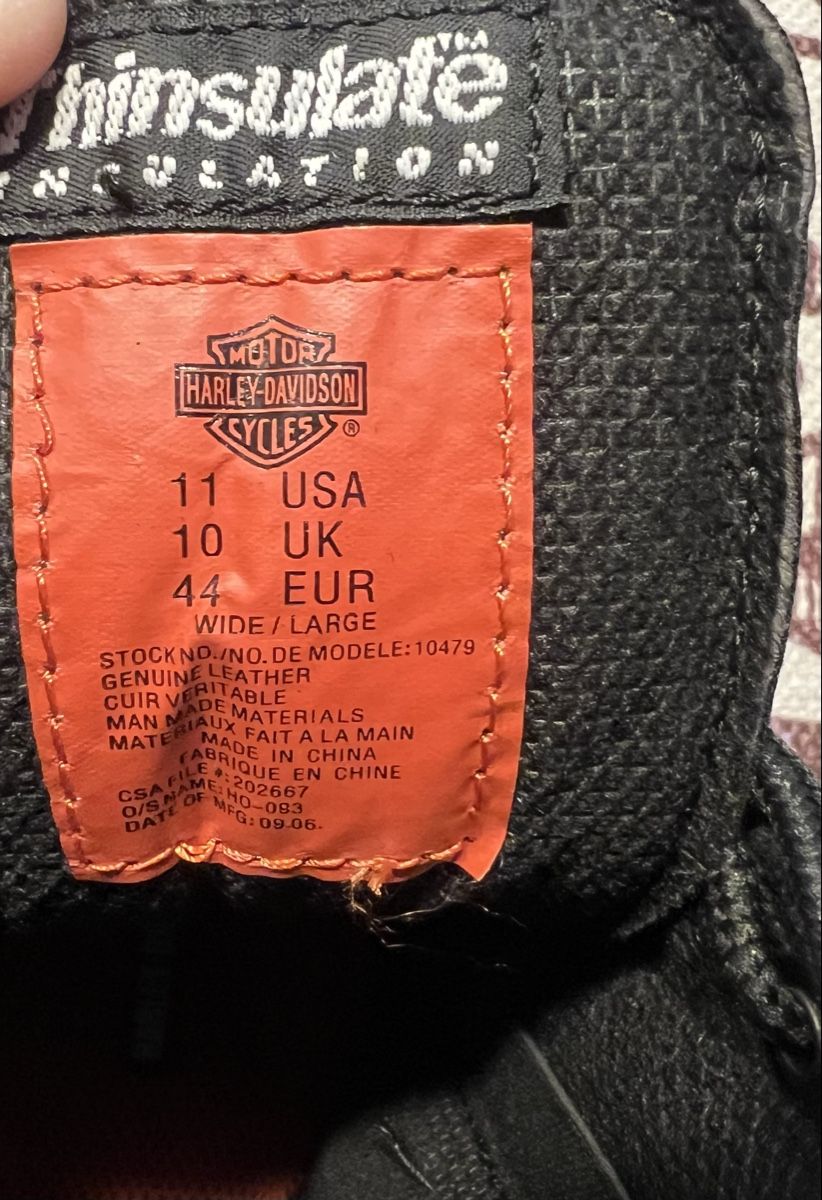 hinsulate™
INSULATION
MOTOR
HARLEY-DAVIDSON
CYCLES ®
11 USA
10 UK
44 EUR
WIDE / LARGE
STOCK NO./NO. DE MODELE: 10479
GENUINE LEATHER
CUIR VERITABLE
MAN MADE MATERIALS
MATERIAUX FAIT A LA MAIN
MADE IN CHINA
FABRIQUE EN CHINE
CSA FILE #: 202667
O/S NAME: HO-083
DATE OF MFG: 09-06.